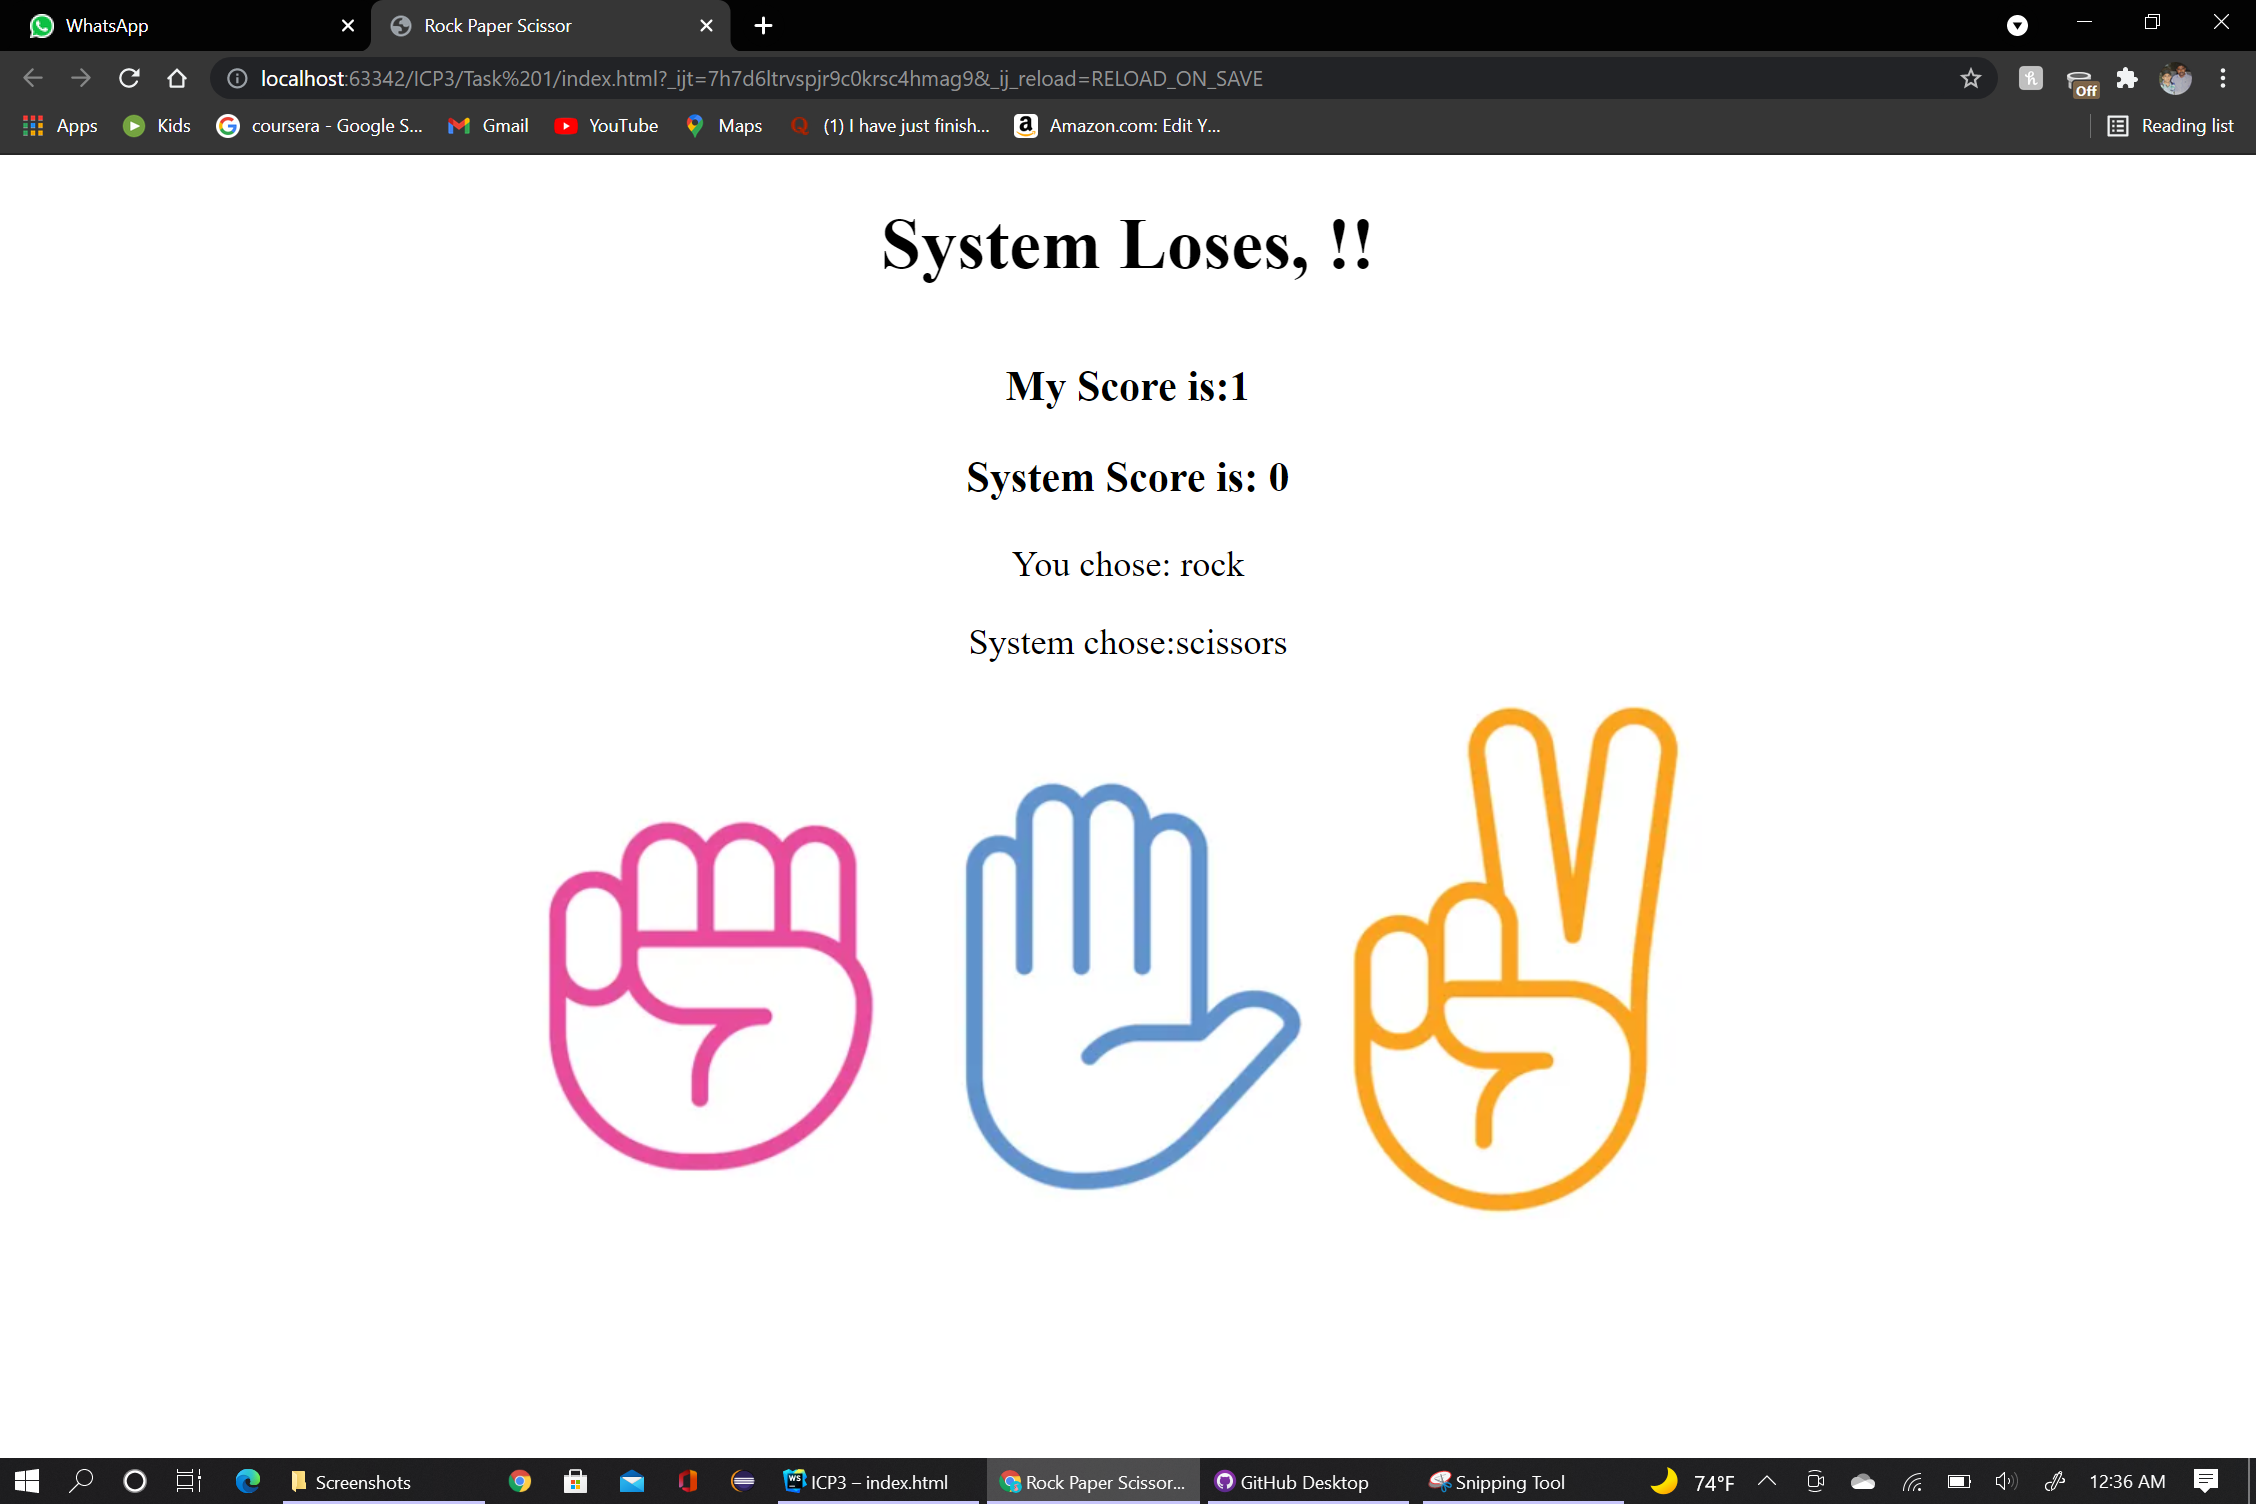 WhatsApp
Rock Paper Scissor
localhost:63342/ICP3/Task%201/index.html?_ijt=7h7d6ltrvspjr9c0krsc4hmag9&_ij_reload=RELOAD_ON_SAVE
Off
Apps
Kids
coursera - Google S...
Gmail
YouTube
Maps
(1) I have just finish...
Amazon.com: Edit Y...
Reading list
System Loses, !!
My Score is:1
System Score is: 0
You chose: rock
System chose:scissors
Screenshots
ICP3 – index.html
Rock Paper Scissor...
GitHub Desktop
Snipping Tool
74°F
12:36 AM